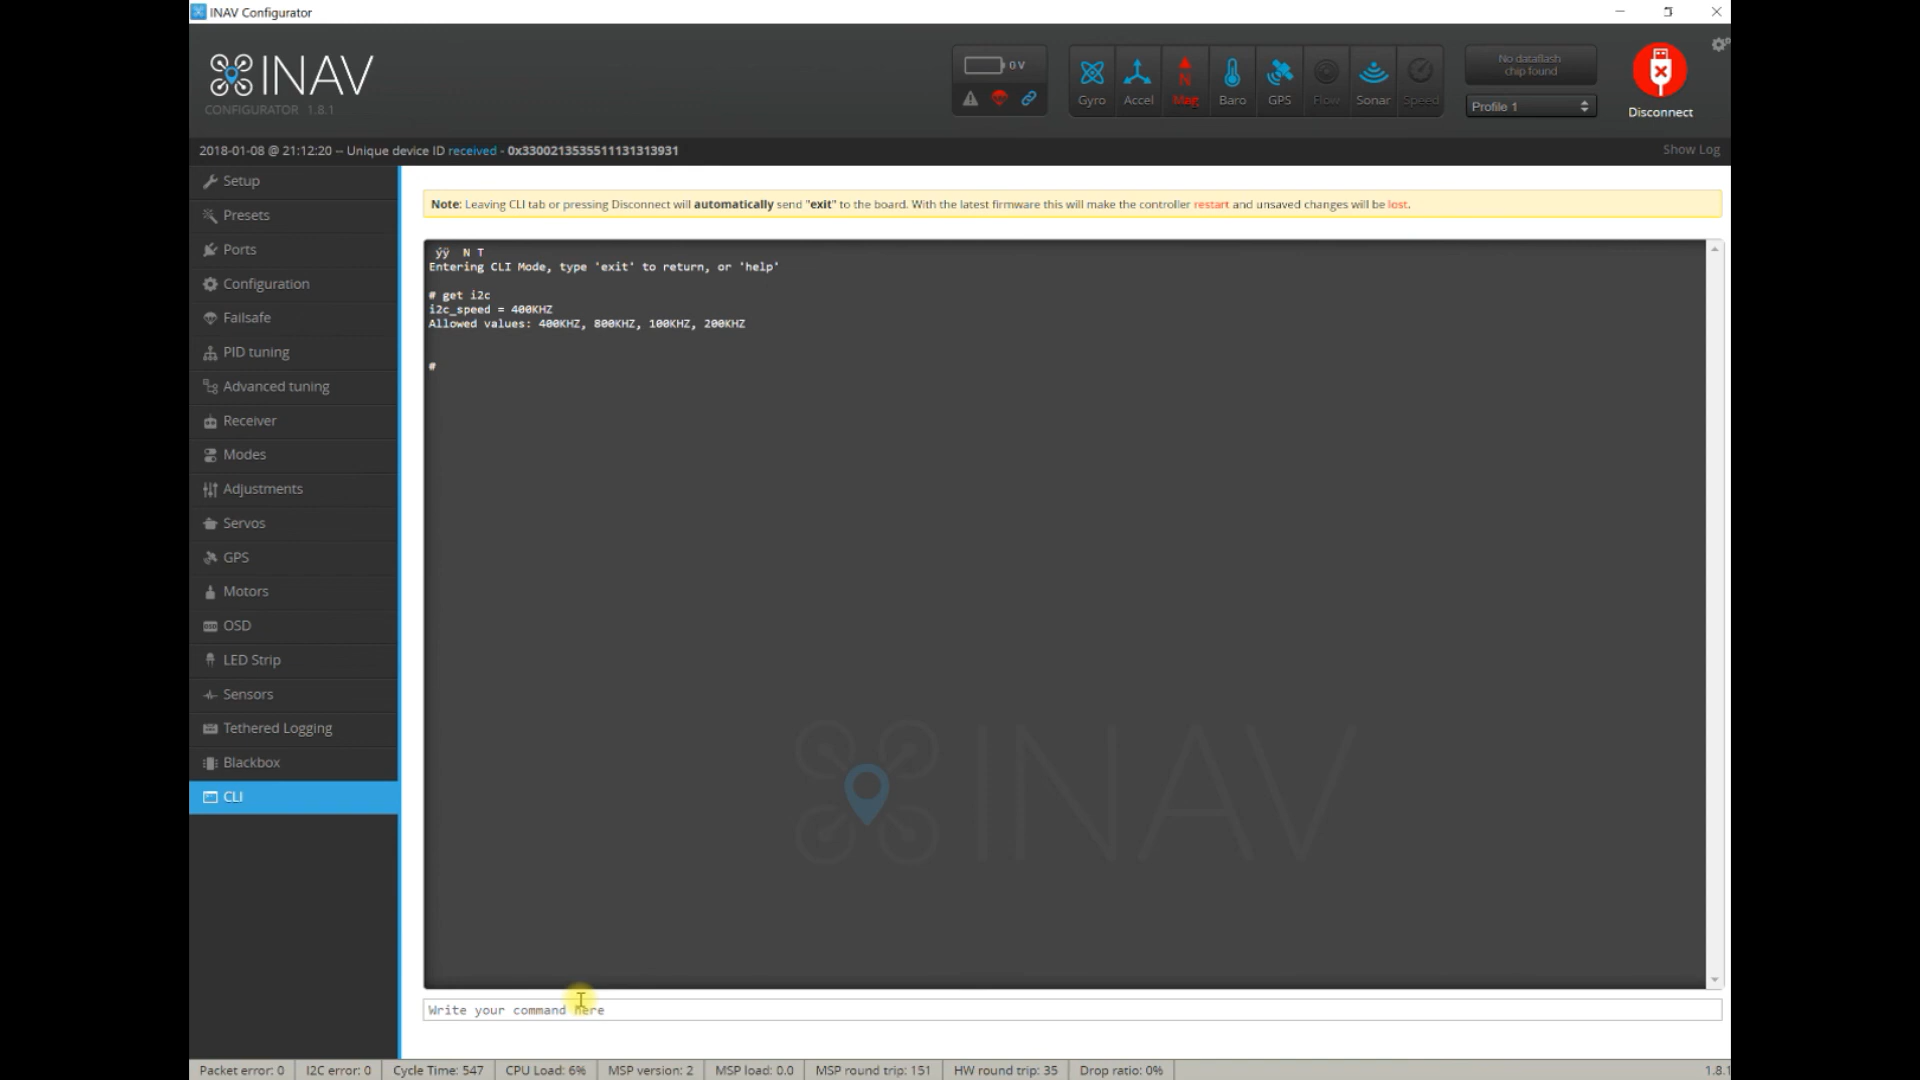 INAV Configurator
INAV
CONFIGURATOR 1.8.1
0 V
Gyro
Accel
Mag
Baro
GPS
Flow
Sonar
Speed
No dataflash
chip found
Profile 1
Disconnect
2018-01-08 @ 21:12:20 -- Unique device ID received - 0x3300213535511131313931
Show Log
Setup
Presets
Ports
Configuration
Failsafe
PID tuning
Advanced tuning
Receiver
Modes
Adjustments
Servos
GPS
Motors
OSD
LED Strip
Sensors
Tethered Logging
Blackbox
CLI
Note: Leaving CLI tab or pressing Disconnect will automatically send "exit" to the board. With the latest firmware this will make the controller restart and unsaved changes will be lost.
ÿÿ N T
Entering CLI Mode, type 'exit' to return, or 'help'
# get i2c
i2c_speed = 400KHZ
Allowed values: 400KHZ, 800KHZ, 100KHZ, 200KHZ
#
INAV
Write your command here
Packet error: 0
I2C error: 0
Cycle Time: 547
CPU Load: 6%
MSP version: 2
MSP load: 0.0
MSP round trip: 151
HW round trip: 35
Drop ratio: 0%
1.8.1